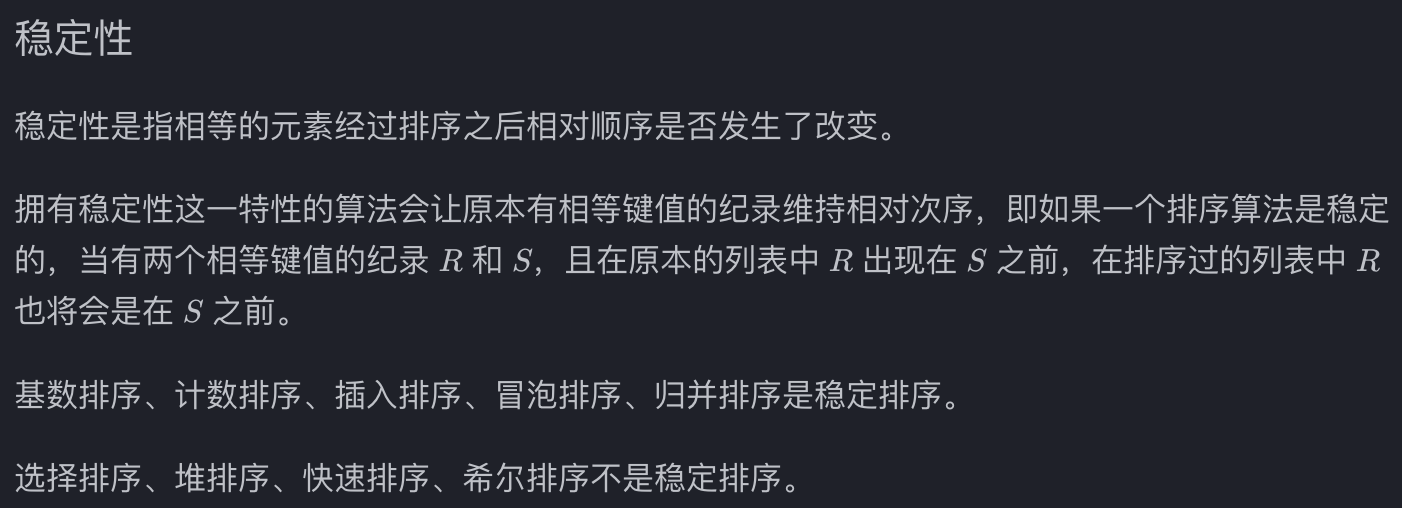 稳定性
稳定性是指相等的元素经过排序之后相对顺序是否发生了改变。
拥有稳定性这一特性的算法会让原本有相等键值的纪录维持相对次序，即如果一个排序算法是稳定
的，当有两个相等键值的纪录 R 和 S，且在原本的列表中 R 出现在 S 之前，在排序过的列表中 R
也将会是在 S 之前。
基数排序、计数排序、插入排序、冒泡排序、归并排序是稳定排序。
选择排序、堆排序、快速排序、希尔排序不是稳定排序。